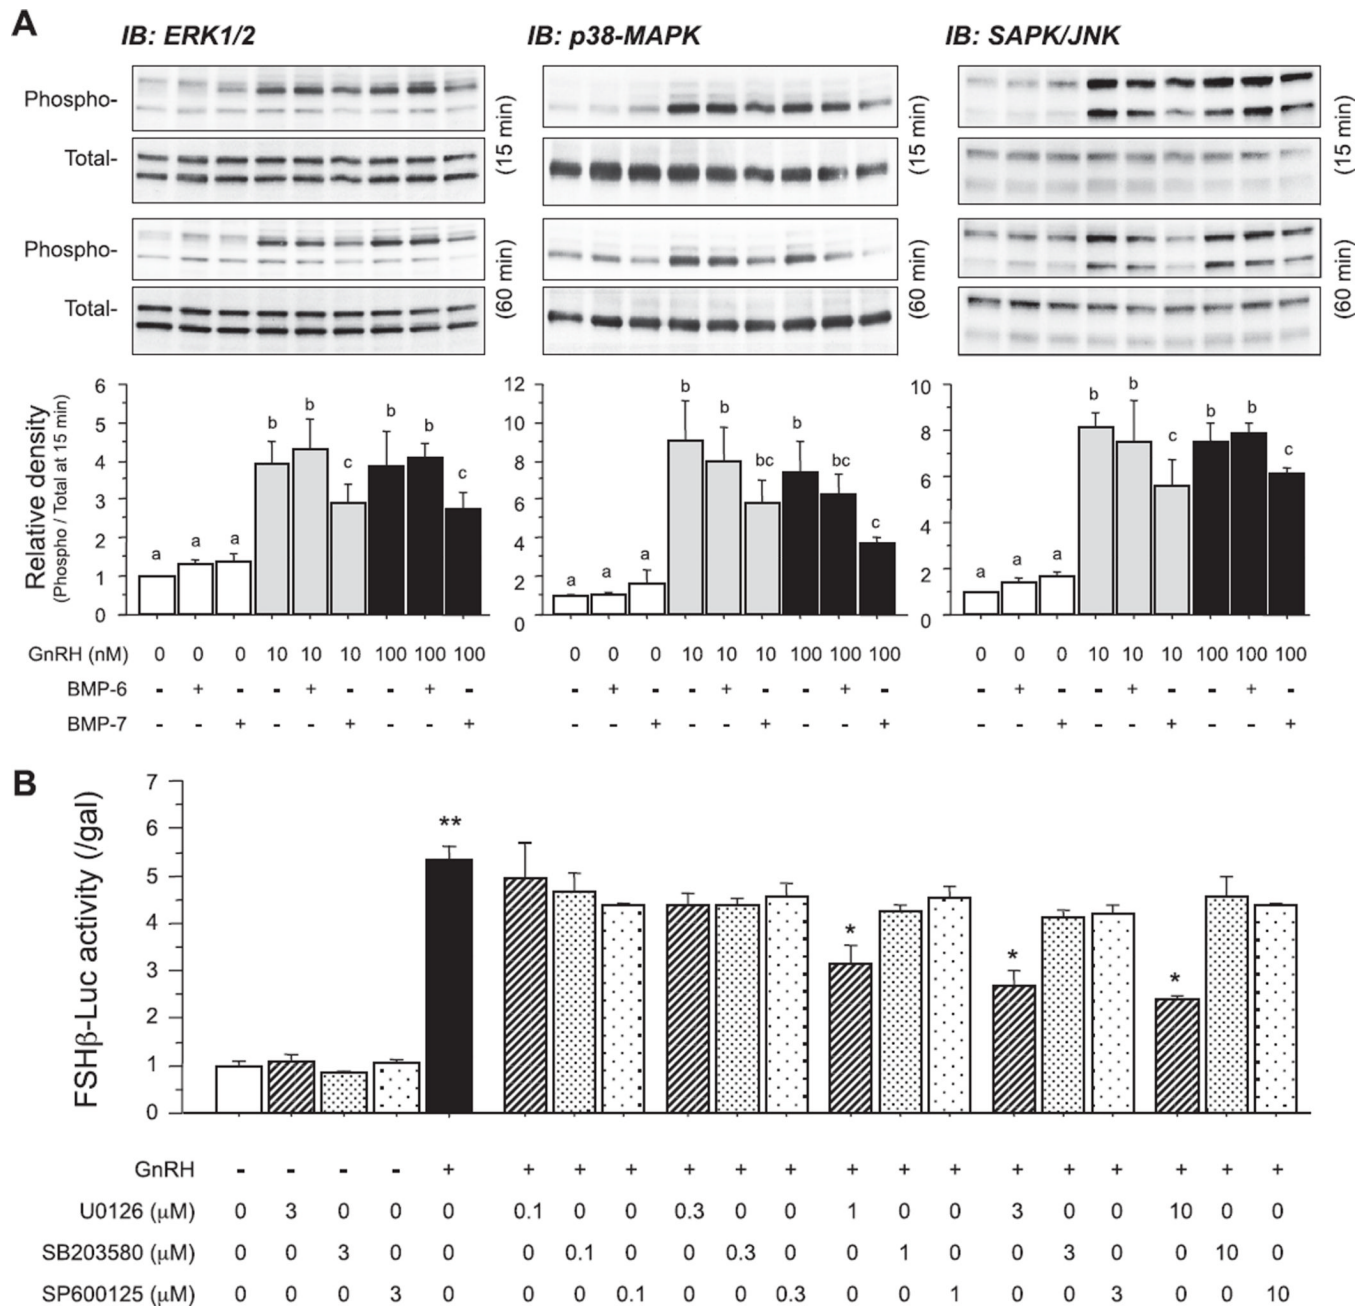 A
IB: ERK1/2 IB: p38-MAPK IB: SAPK/JNK
Phospho-
Total-
(15 min) (15 min) (15 min)
Phospho-
Total-
(60 min) (60 min) (60 min)
Relative density
(Phospho / Total at 15 min)
6 5 4 3 2 1 0
a a a b b c b b c
12 10 8 6 4 2 0
a a a b b bc b bc c
10 8 6 4 2 0
a a a b b c b b c
GnRH (nM) 0 0 0 10 10 10 100 100 100 0 0 0 10 10 10 100 100 100 0 0 0 10 10 10 100 100 100
BMP-6 - + - - + - - + - - + - - + - - + - - + - - + - - + -
BMP-7 - - + - - + - - + - - + - - + - - + - - + - - + - - +
B
FSHβ-Luc activity (/gal)
7 6 5 4 3 2 1 0
** * * *
GnRH - - - - + + + + + + + + + + + + + + + +
U0126 (μM) 0 3 0 0 0 0.1 0 0 0.3 0 0 1 0 0 3 0 0 10 0 0
SB203580 (μM) 0 0 3 0 0 0 0.1 0 0 0.3 0 0 1 0 0 3 0 0 10 0
SP600125 (μM) 0 0 0 3 0 0 0 0.1 0 0 0.3 0 0 1 0 0 3 0 0 10